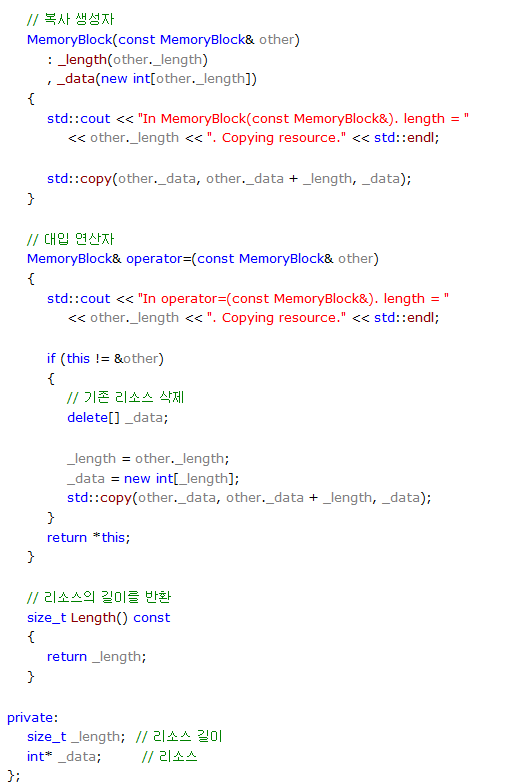 // 복사 생성자
MemoryBlock(const MemoryBlock& other)
: _length(other._length)
, _data(new int[other._length])
{
std::cout << "In MemoryBlock(const MemoryBlock&). length = "
<< other._length << ". Copying resource." << std::endl;
std::copy(other._data, other._data + _length, _data);
}
// 대입 연산자
MemoryBlock& operator=(const MemoryBlock& other)
{
std::cout << "In operator=(const MemoryBlock&). length = "
<< other._length << ". Copying resource." << std::endl;
if (this != &other)
{
// 기존 리소스 삭제
delete[] _data;
_length = other._length;
_data = new int[_length];
std::copy(other._data, other._data + _length, _data);
}
return *this;
}
// 리소스의 길이를 반환
size_t Length() const
{
return _length;
}
private:
size_t _length; // 리소스 길이
int* _data; // 리소스
};